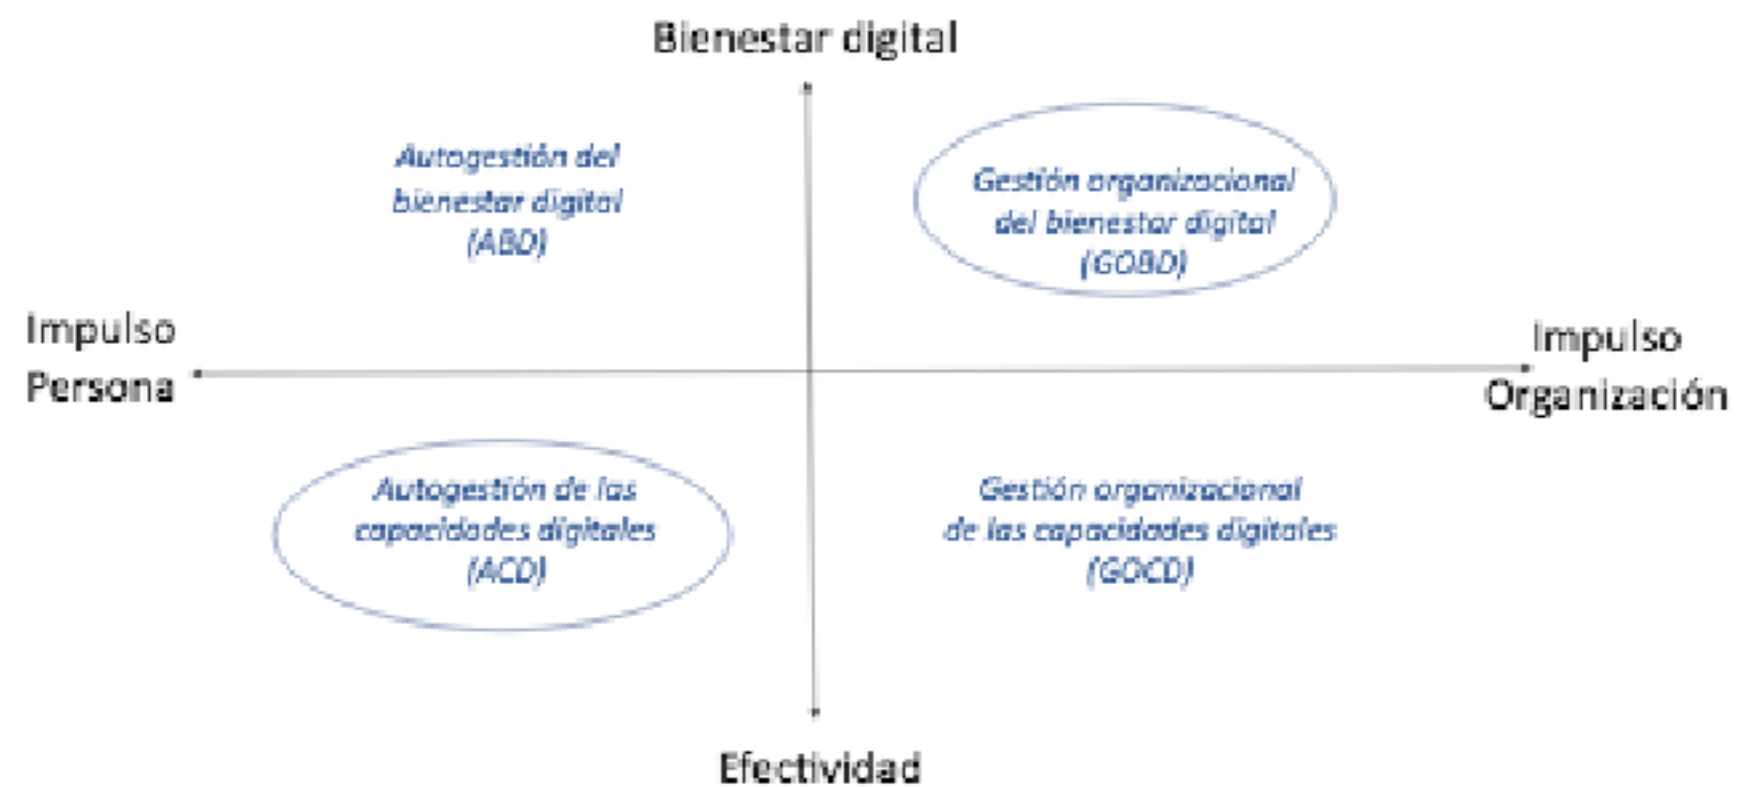 Bienestar digital
Autogestión del
bienestar digital
(ABD)
Gestión organizacional
del bienestar digital
(GOBD)
Impulso
Persona
Impulso
Organización
Autogestión de las
capacidades digitales
(ACD)
Gestión organizacional
de las capacidades digitales
(GOCD)
Efectividad